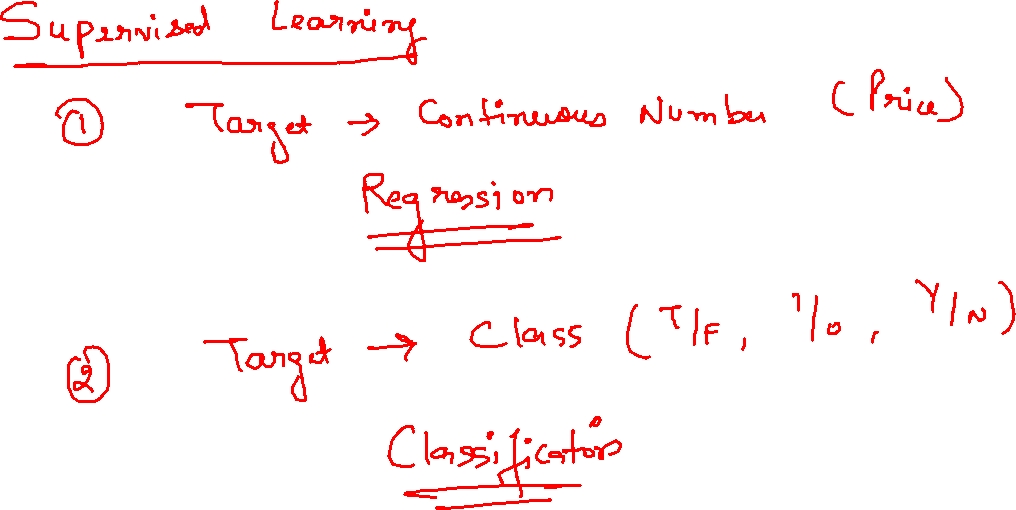 Supervised Learning
① Target → Continuous Number (Price)
Regression
② Target → Class (T/F, 1/0, Y/N)
Classification